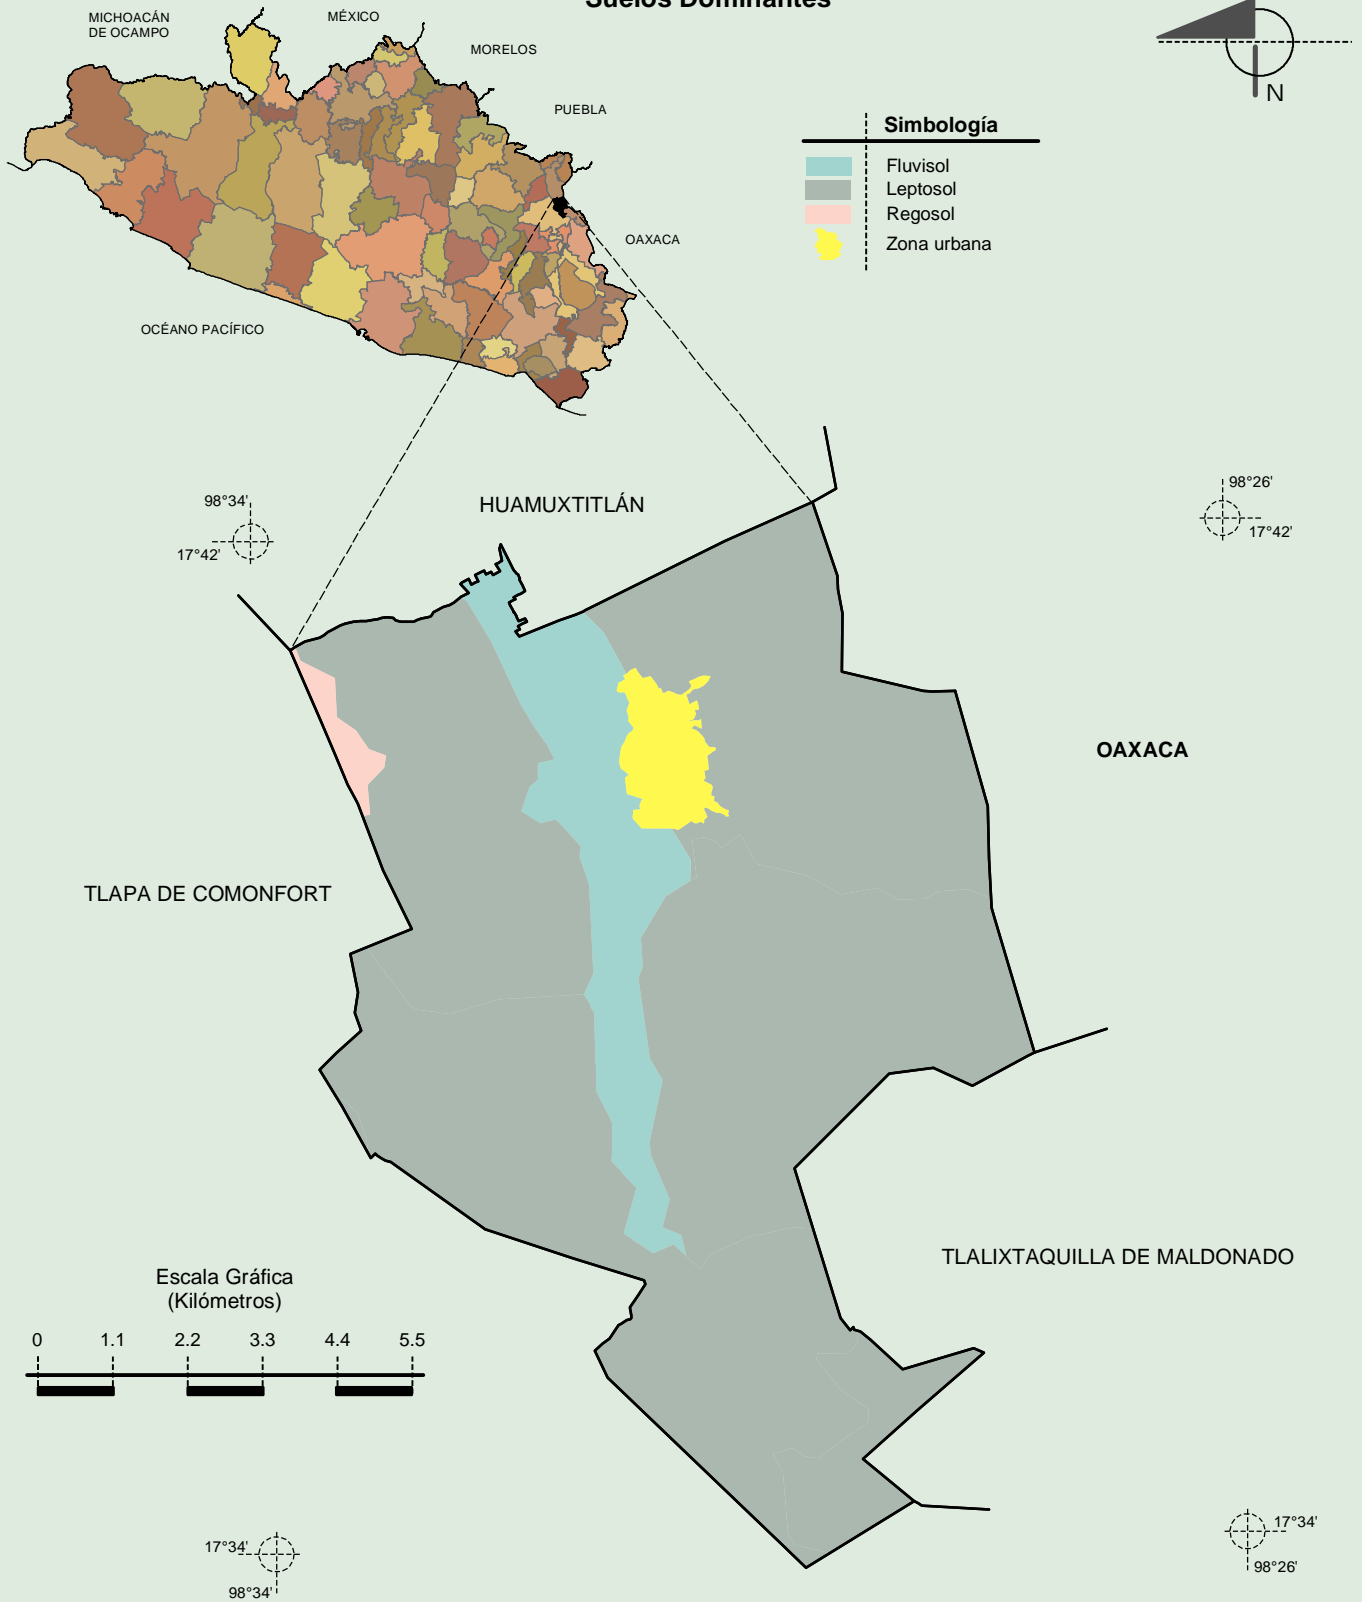 Suelos Dominantes
MICHOACÁN
DE OCAMPO
MÉXICO
MORELOS
PUEBLA
OAXACA
OCÉANO PACÍFICO
N
Simbología
Fluvisol
Leptosol
Regosol
Zona urbana
98°34'
17°42'
HUAMUXTITLÁN
98°26'
17°42'
OAXACA
TLAPA DE COMONFORT
TLALIXTAQUILLA DE MALDONADO
Escala Gráfica
(Kilómetros)
0 1.1 2.2 3.3 4.4 5.5
17°34'
98°34'
17°34'
98°26'